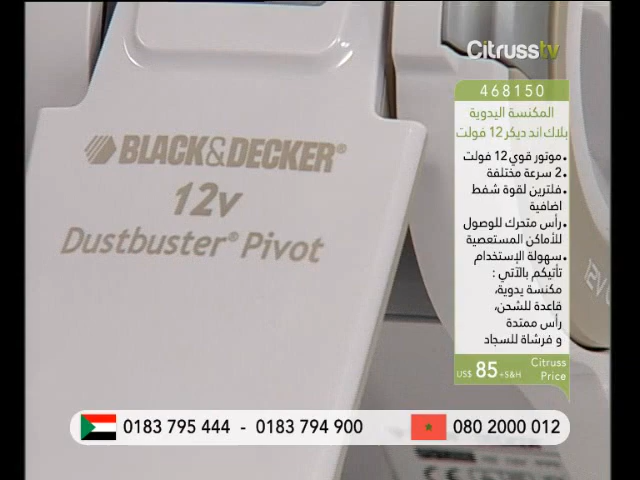 Citrusstv
468150
المكنسة اليدوية
بلاك اند ديكر 12 فولت
•موتور قوي 12 فولت
•2 سرعة مختلفة
•فلترين لقوة شفط
اضافية
•رأس متحرك للوصول
للأماكن المستعصية
•سهولة الإستخدام
تأتيكم بالآتي :
مكنسة يدوية،
قاعدة للشحن،
رأس ممتدة
و فرشاة للسجاد
US$ 85 +S&H Citruss
Price
BLACK&DECKER®
12v
Dustbuster® Pivot
12V
0183 795 444 - 0183 794 900
080 2000 012